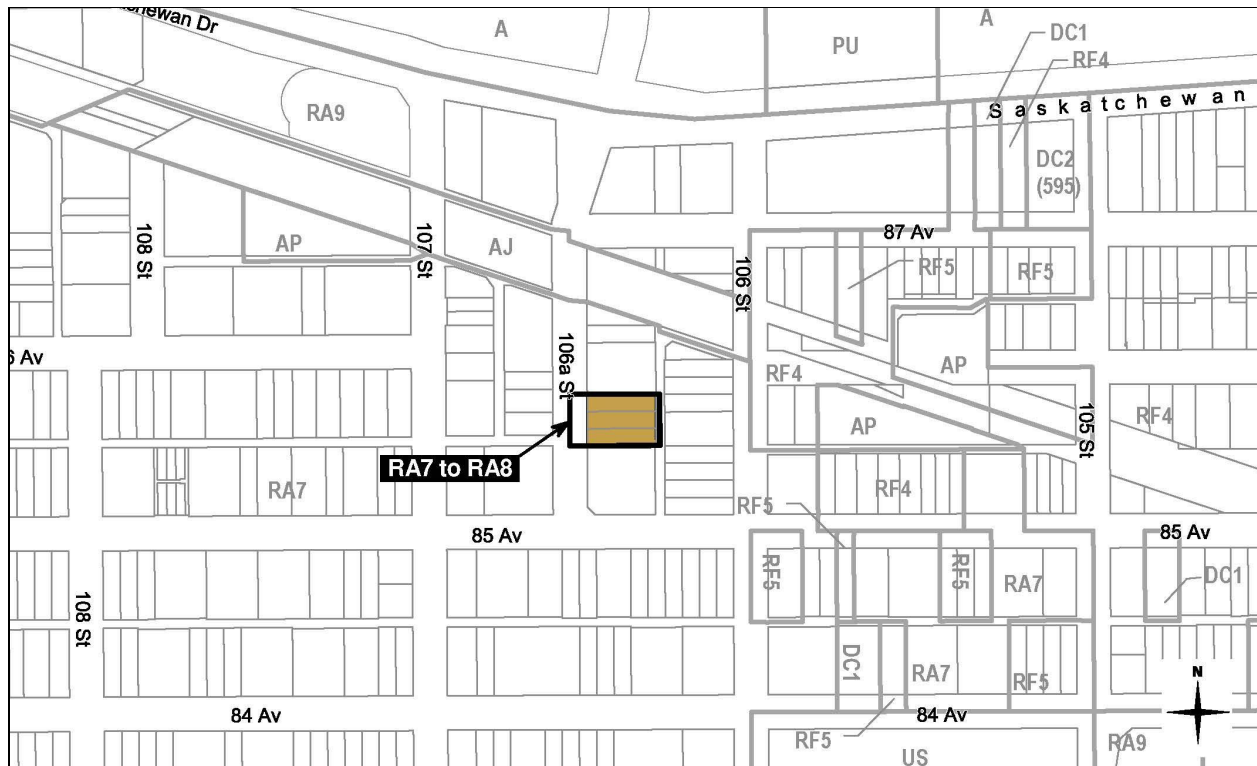 A
A
DC1
PU
RF4
chewan Dr
Saskatchewan
RA9
DC2
(595)
87 Av
108 St
AP
107 St
AJ
106 St
RF5
RF5
6 Av
106a St
RF4
AP
105 St
RF4
AP
RA7 to RA8
RA7
RF4
RF5
85 Av
85 Av
RF5
RF5
RA7
DC1
108 St
DC1
RA7
RF5
N
84 Av
84 Av
RF5
US
RA9